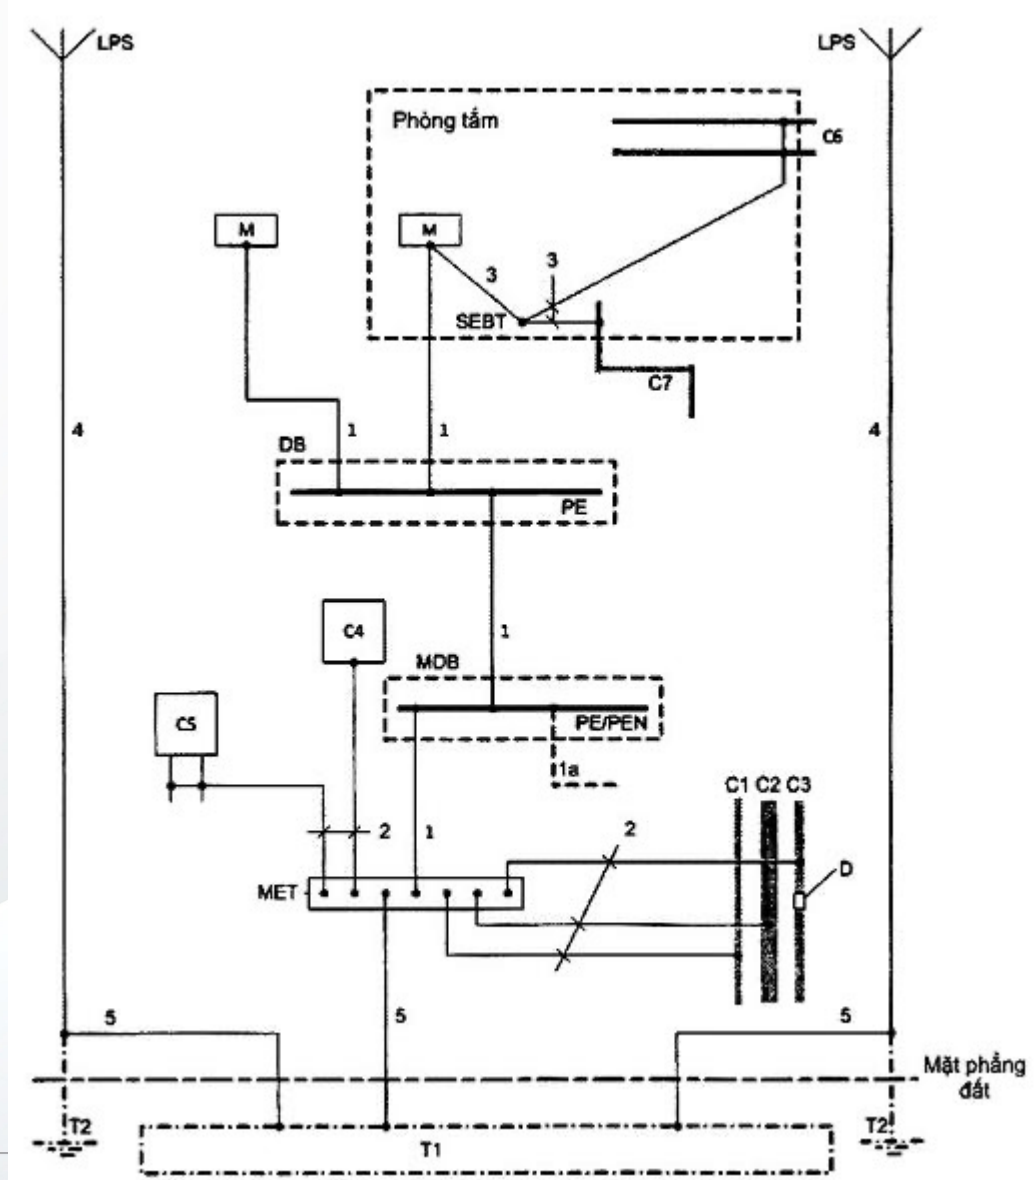 LPS
LPS
Phòng tắm
C6
M
M
3
3
SEBT
C7
4
4
1
1
DB
PE
C4
1
MDB
C5
PE/PEN
1a
C1 C2 C3
2
1
2
D
MET
5
5
5
Mặt phẳng
đất
T2
T2
T1